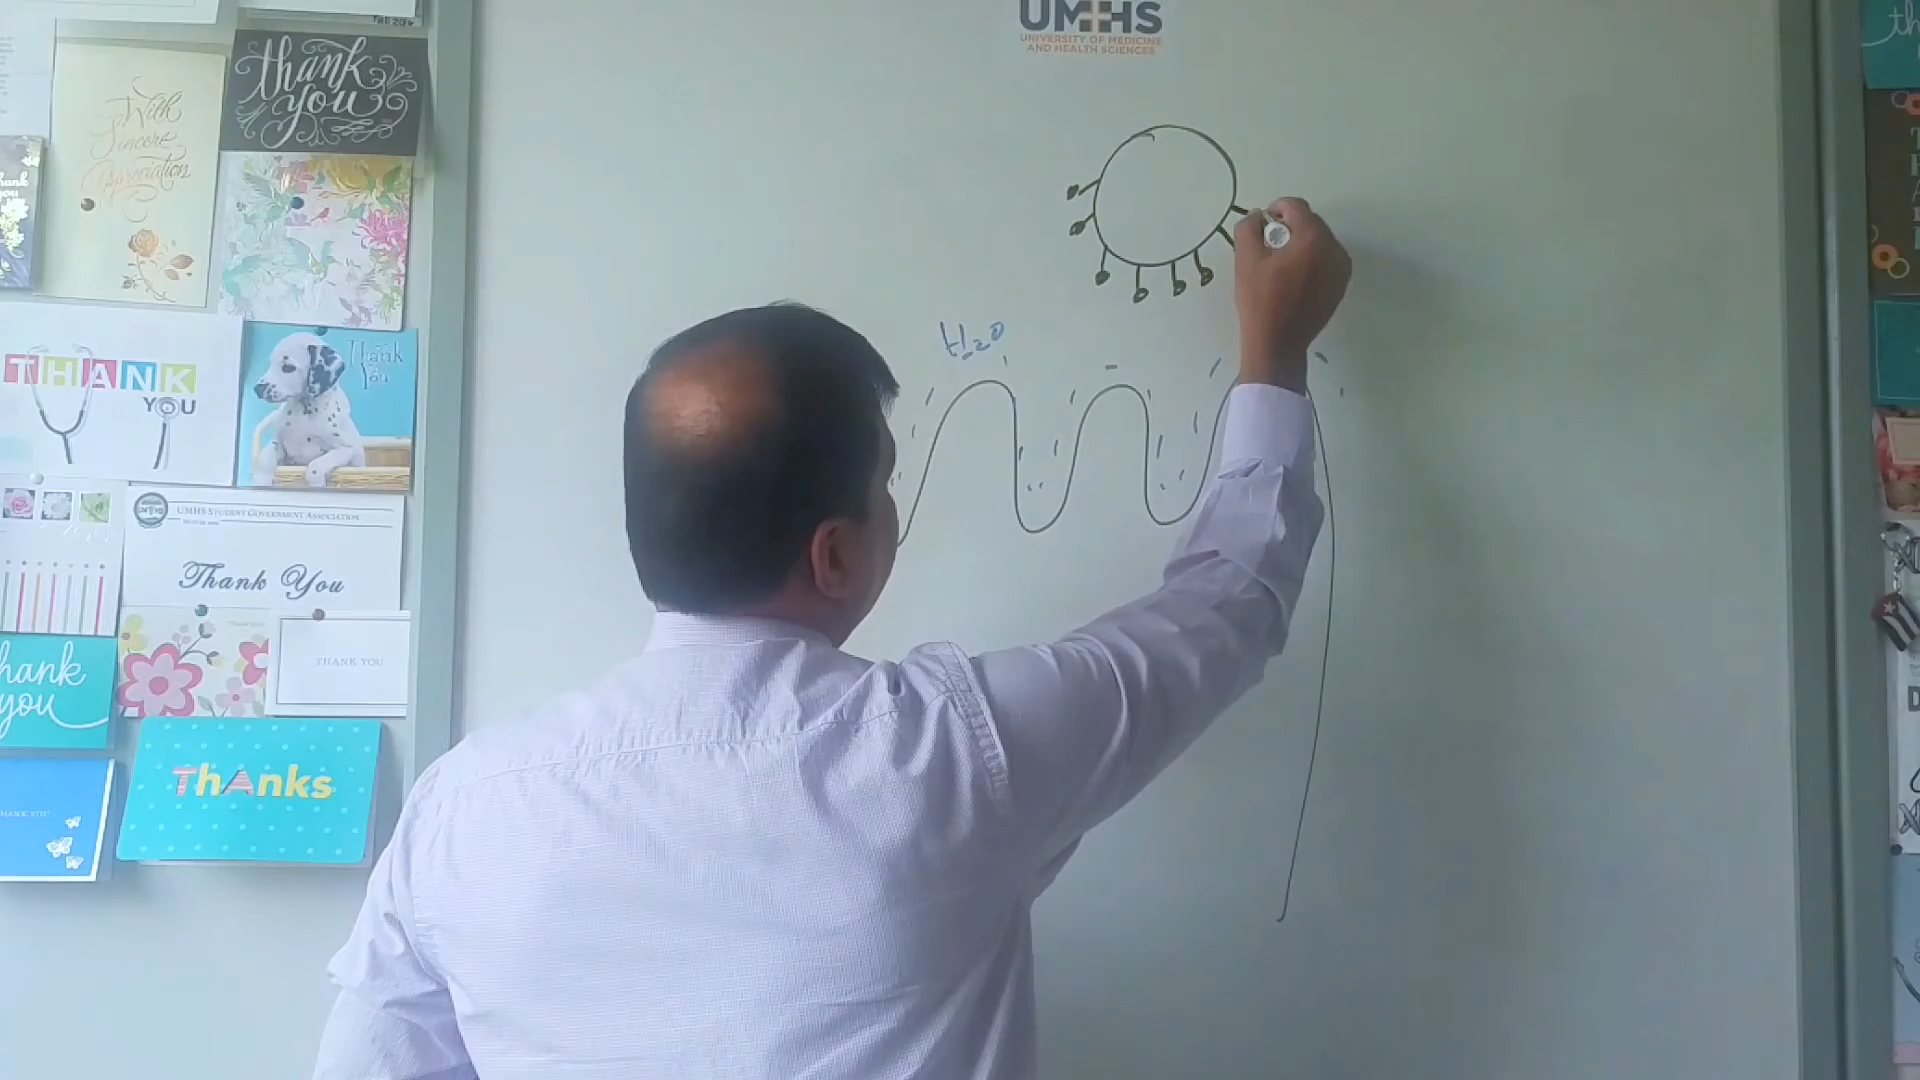 UMHS
UNIVERSITY OF MEDICINE
AND HEALTH SCIENCES
thank
you
With
Sincere
Appreciation
THANK
YOU
Thank
You
UMHS STUDENT GOVERNMENT ASSOCIATION
Thank You
THANK YOU
hank
you
Thanks
H₂O